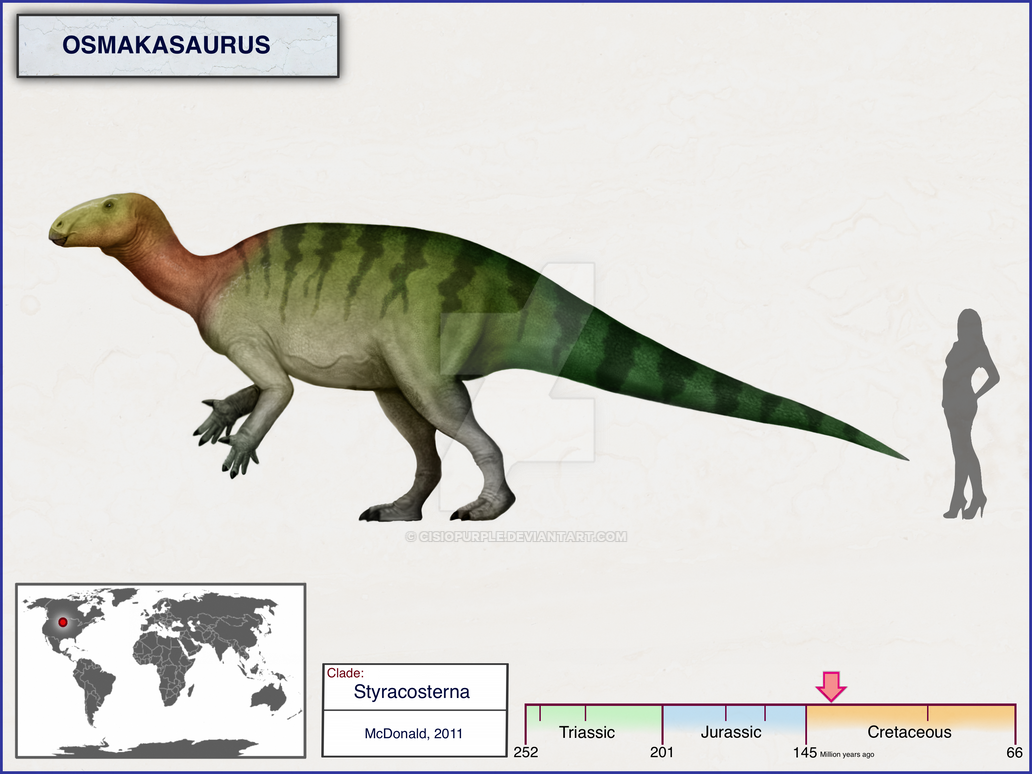 OSMAKASAURUS
© CISIOPURPLE.DEVIANTART.COM
Clade:
Styracosterna
McDonald, 2011
Triassic Jurassic Cretaceous
252 201 145 Million years ago 66